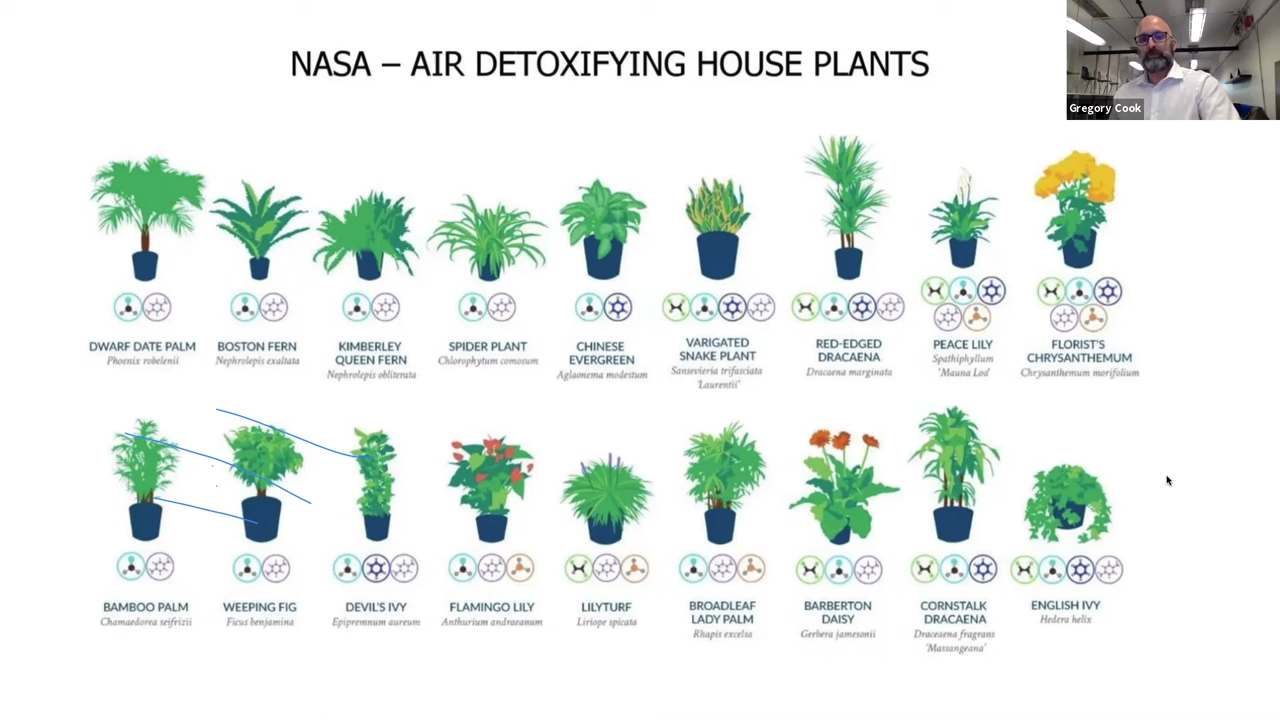 NASA – AIR DETOXIFYING HOUSE PLANTS
Gregory Cook
DWARF DATE PALM
Phoenix robelenii
BOSTON FERN
Nephrolepis exaltata
KIMBERLEY
QUEEN FERN
Nephrolepis obliterata
SPIDER PLANT
Chlorophytum comosum
CHINESE
EVERGREEN
Aglaonema modestum
VARIGATED
SNAKE PLANT
Sansevieria trifasciata
'Laurentii'
RED-EDGED
DRACAENA
Dracaena marginata
PEACE LILY
Spathiphyllum
'Mauna Loa'
FLORIST'S
CHRYSANTHEMUM
Chrysanthemum morifolium
BAMBOO PALM
Chamaedorea seifrizii
WEEPING FIG
Ficus benjamina
DEVIL'S IVY
Epipremnum aureum
FLAMINGO LILY
Anthurium andraeanum
LILYTURF
Liriope spicata
BROADLEAF
LADY PALM
Rhapis excelsa
BARBERTON
DAISY
Gerbera jamesonii
CORNSTALK
DRACAENA
Draceaena fragrans
'Massangeana'
ENGLISH IVY
Hedera helix